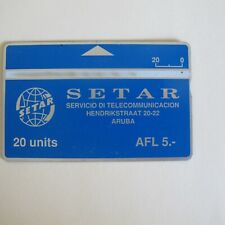 20 0
SETAR
SETAR
SERVICIO DI TELECOMMUNICACION
HENDRIKSTRAAT 20-22
ARUBA
20 units AFL 5.-